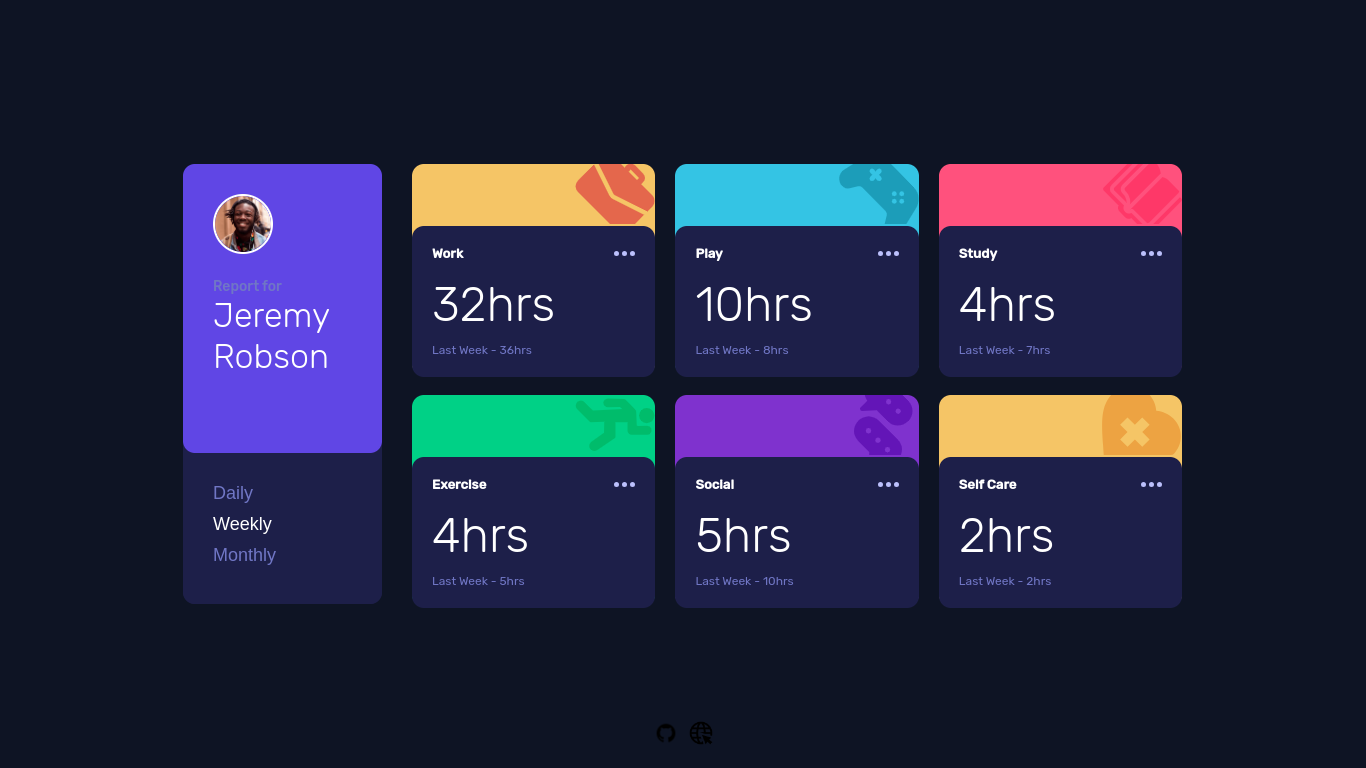 Report for
Jeremy
Robson
Daily
Weekly
Monthly
Work
32hrs
Last Week - 36hrs
Play
10hrs
Last Week - 8hrs
Study
4hrs
Last Week - 7hrs
Exercise
4hrs
Last Week - 5hrs
Social
5hrs
Last Week - 10hrs
Self Care
2hrs
Last Week - 2hrs